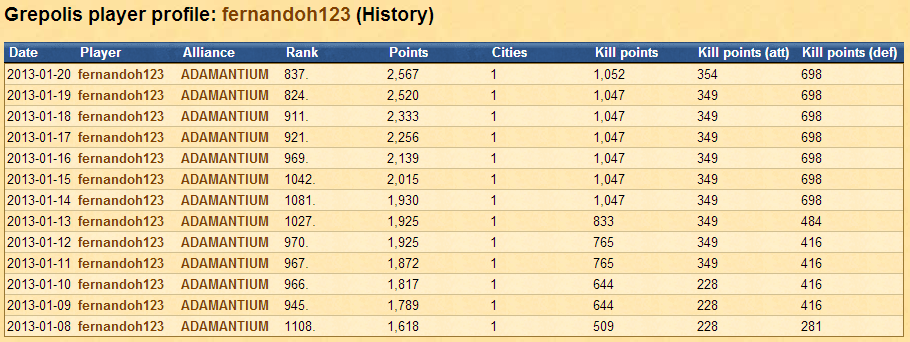 Grepolis player profile: fernandoh123 (History)
Date Player Alliance Rank Points Cities Kill points Kill points (att) Kill points (def)
2013-01-20 fernandoh123 ADAMANTIUM 837. 2,567 1 1,052 354 698
2013-01-19 fernandoh123 ADAMANTIUM 824. 2,520 1 1,047 349 698
2013-01-18 fernandoh123 ADAMANTIUM 911. 2,333 1 1,047 349 698
2013-01-17 fernandoh123 ADAMANTIUM 921. 2,256 1 1,047 349 698
2013-01-16 fernandoh123 ADAMANTIUM 969. 2,139 1 1,047 349 698
2013-01-15 fernandoh123 ADAMANTIUM 1042. 2,015 1 1,047 349 698
2013-01-14 fernandoh123 ADAMANTIUM 1081. 1,930 1 1,047 349 698
2013-01-13 fernandoh123 ADAMANTIUM 1027. 1,925 1 833 349 484
2013-01-12 fernandoh123 ADAMANTIUM 970. 1,925 1 765 349 416
2013-01-11 fernandoh123 ADAMANTIUM 967. 1,872 1 765 349 416
2013-01-10 fernandoh123 ADAMANTIUM 966. 1,817 1 644 228 416
2013-01-09 fernandoh123 ADAMANTIUM 945. 1,789 1 644 228 416
2013-01-08 fernandoh123 ADAMANTIUM 1108. 1,618 1 509 228 281